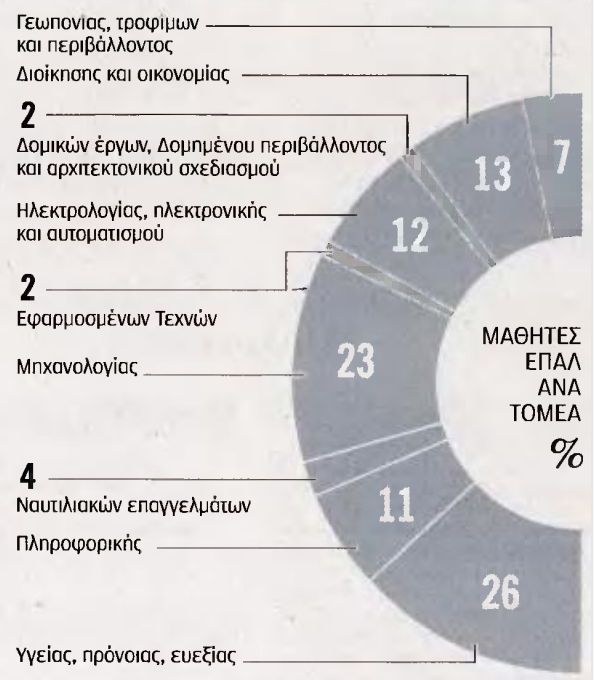 Γεωπονίας, τροφίμων
και περιβάλλοντος
7
Διοίκησης και οικονομίας
13
2
Δομικών έργων, Δομημένου περιβάλλοντος
και αρχιτεκτονικού σχεδιασμού
Ηλεκτρολογίας, ηλεκτρονικής
και αυτοματισμού
12
2
Εφαρμοσμένων Τεχνών
Μηχανολογίας
23
4
Ναυτιλιακών επαγγελμάτων
Πληροφορικής
11
Υγείας, πρόνοιας, ευεξίας
26
ΜΑΘΗΤΕΣ
ΕΠΑΛ
ΑΝΑ
ΤΟΜΕΑ
%